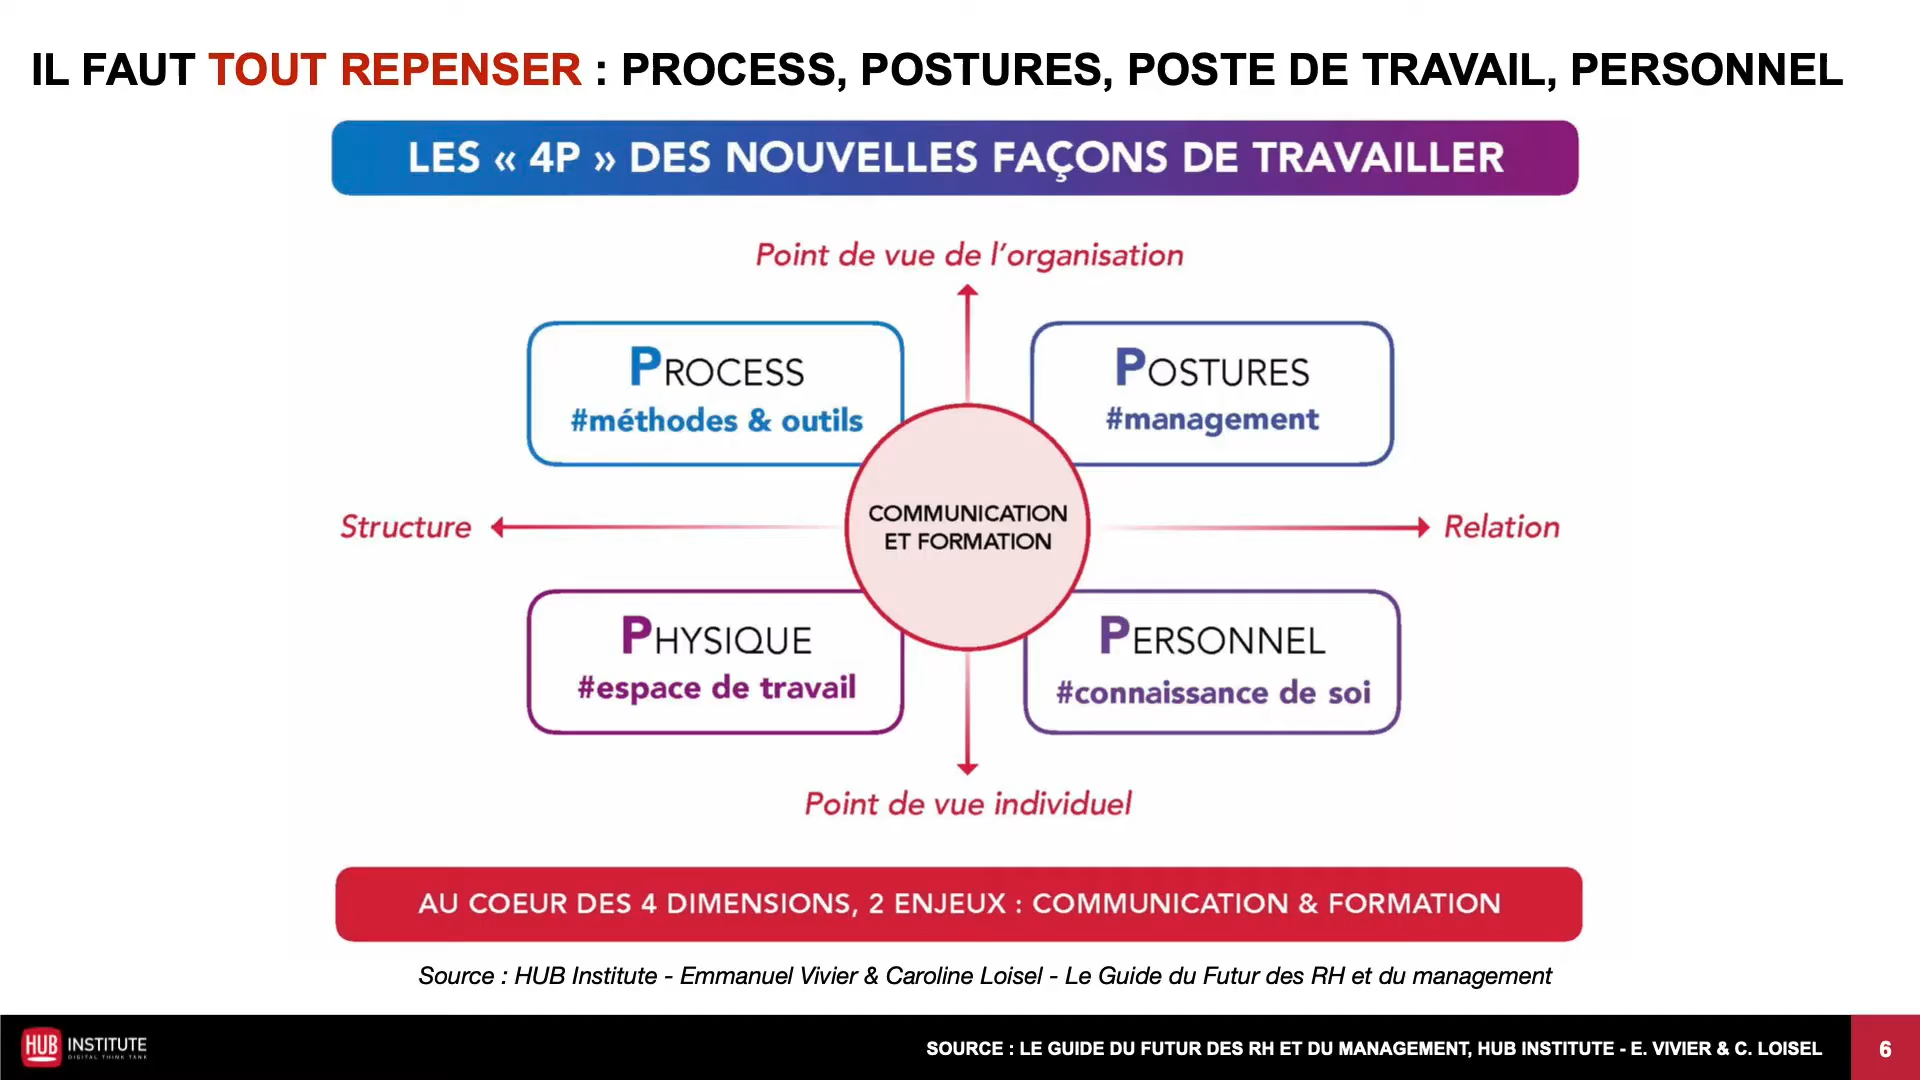 IL FAUT TOUT REPENSER : PROCESS, POSTURES, POSTE DE TRAVAIL, PERSONNEL
LES « 4P » DES NOUVELLES FAÇONS DE TRAVAILLER
Point de vue de l'organisation
PROCESS
#méthodes & outils
POSTURES
#management
Structure
COMMUNICATION
ET FORMATION
Relation
PHYSIQUE
#espace de travail
PERSONNEL
#connaissance de soi
Point de vue individuel
AU COEUR DES 4 DIMENSIONS, 2 ENJEUX : COMMUNICATION & FORMATION
Source : HUB Institute - Emmanuel Vivier & Caroline Loisel - Le Guide du Futur des RH et du management
HUB INSTITUTE
DIGITAL THINK TANK
SOURCE : LE GUIDE DU FUTUR DES RH ET DU MANAGEMENT, HUB INSTITUTE - E. VIVIER & C. LOISEL
6